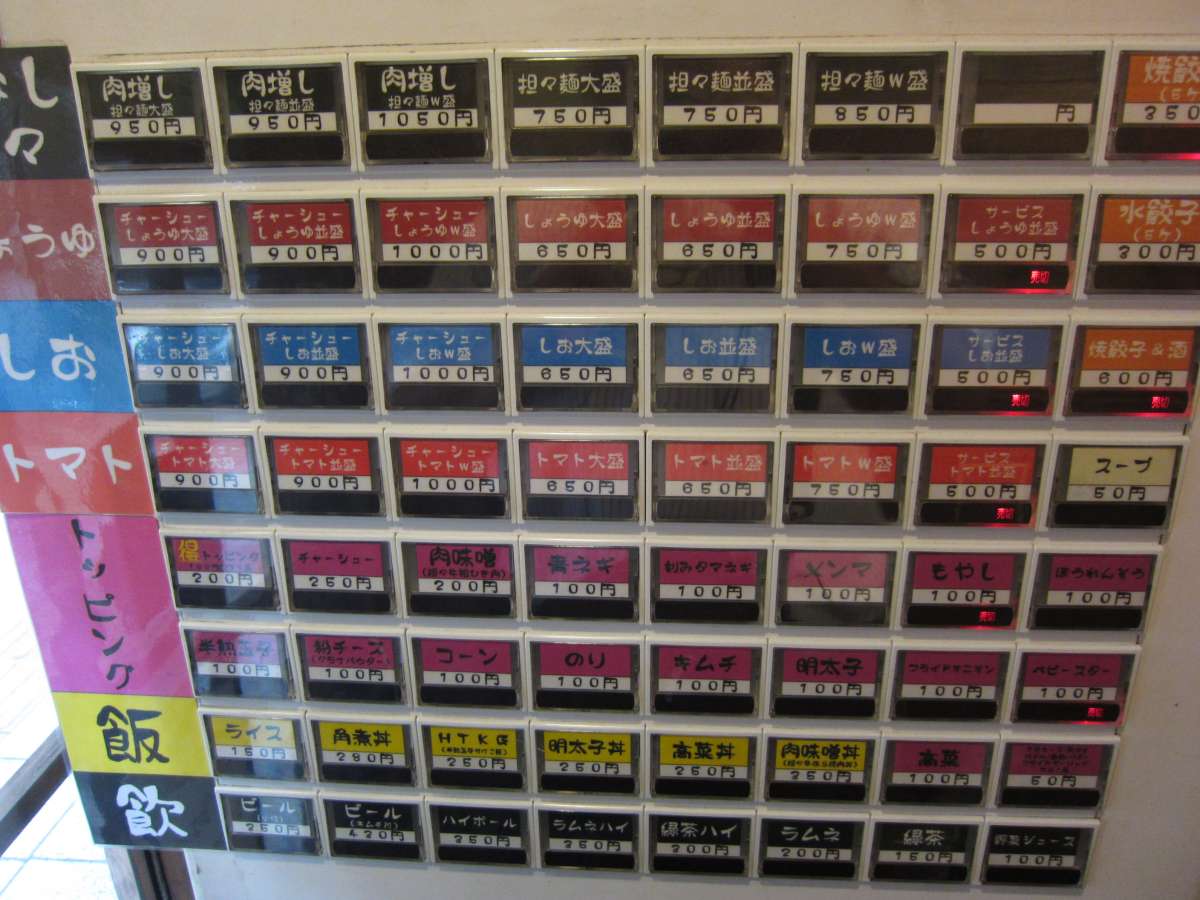 なし
々
肉増し
担々麺大盛
950円
肉増し
担々麺並盛
950円
肉増し
担々麺W盛
1050円
担々麺大盛
750円
担々麺並盛
750円
担々麺W盛
850円
円
焼餃子
(5ケ)
350
ょうゆ
チャーシュー
しょうゆ大盛
900円
チャーシュー
しょうゆ並盛
900円
チャーシュー
しょうゆW盛
1000円
しょうゆ大盛
650円
しょうゆ並盛
650円
しょうゆW盛
750円
サービス
しょうゆ並盛
500円
売切
水餃子
(5ケ)
300円
しお
チャーシュー
しお大盛
900円
チャーシュー
しお並盛
900円
チャーシュー
しおW盛
1000円
しお大盛
650円
しお並盛
650円
しおW盛
750円
サービス
しお並盛
500円
売切
焼餃子&酒
600円
売切
トマト
チャーシュー
トマト大盛
900円
チャーシュー
トマト並盛
900円
チャーシュー
トマトW盛
1000円
トマト大盛
650円
トマト並盛
650円
トマトW盛
750円
サービス
トマト並盛
500円
売切
スープ
50円
トッピング
得トッピング
200円
チャーシュー
250円
肉味噌
200円
青ネギ
100円
刻みタマネギ
100円
メンマ
100円
もやし
100円
売切
ほうれんそう
100円
半熟玉子
100円
粉チーズ
100円
コーン
100円
のり
100円
キムチ
100円
明太子
100円
フライドオニオン
100円
ベビースター
100円
売切
飯
ライス
150円
角煮丼
280円
HTKG
250円
明太子丼
250円
高菜丼
250円
肉味噌丼
350円
高菜
100円
50円
飲
ビール
350円
ビール
420円
ハイボール
350円
ラムネハイ
350円
緑茶ハイ
300円
ラムネ
200円
緑茶
150円
野菜ジュース
100円